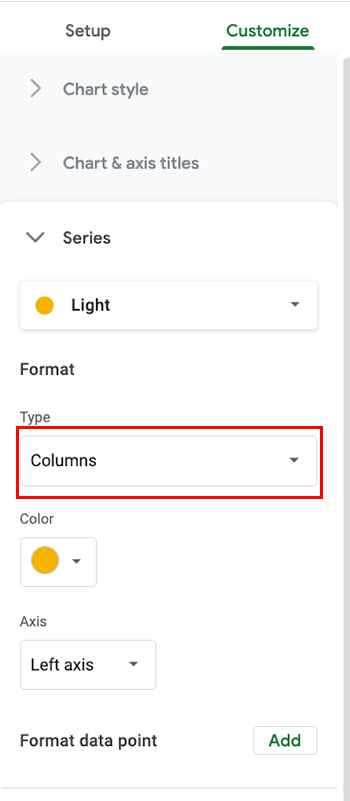 Setup Customize
Chart style
Chart & axis titles
Series
Light
Format
Type
Columns
Color
Axis
Left axis
Format data point Add